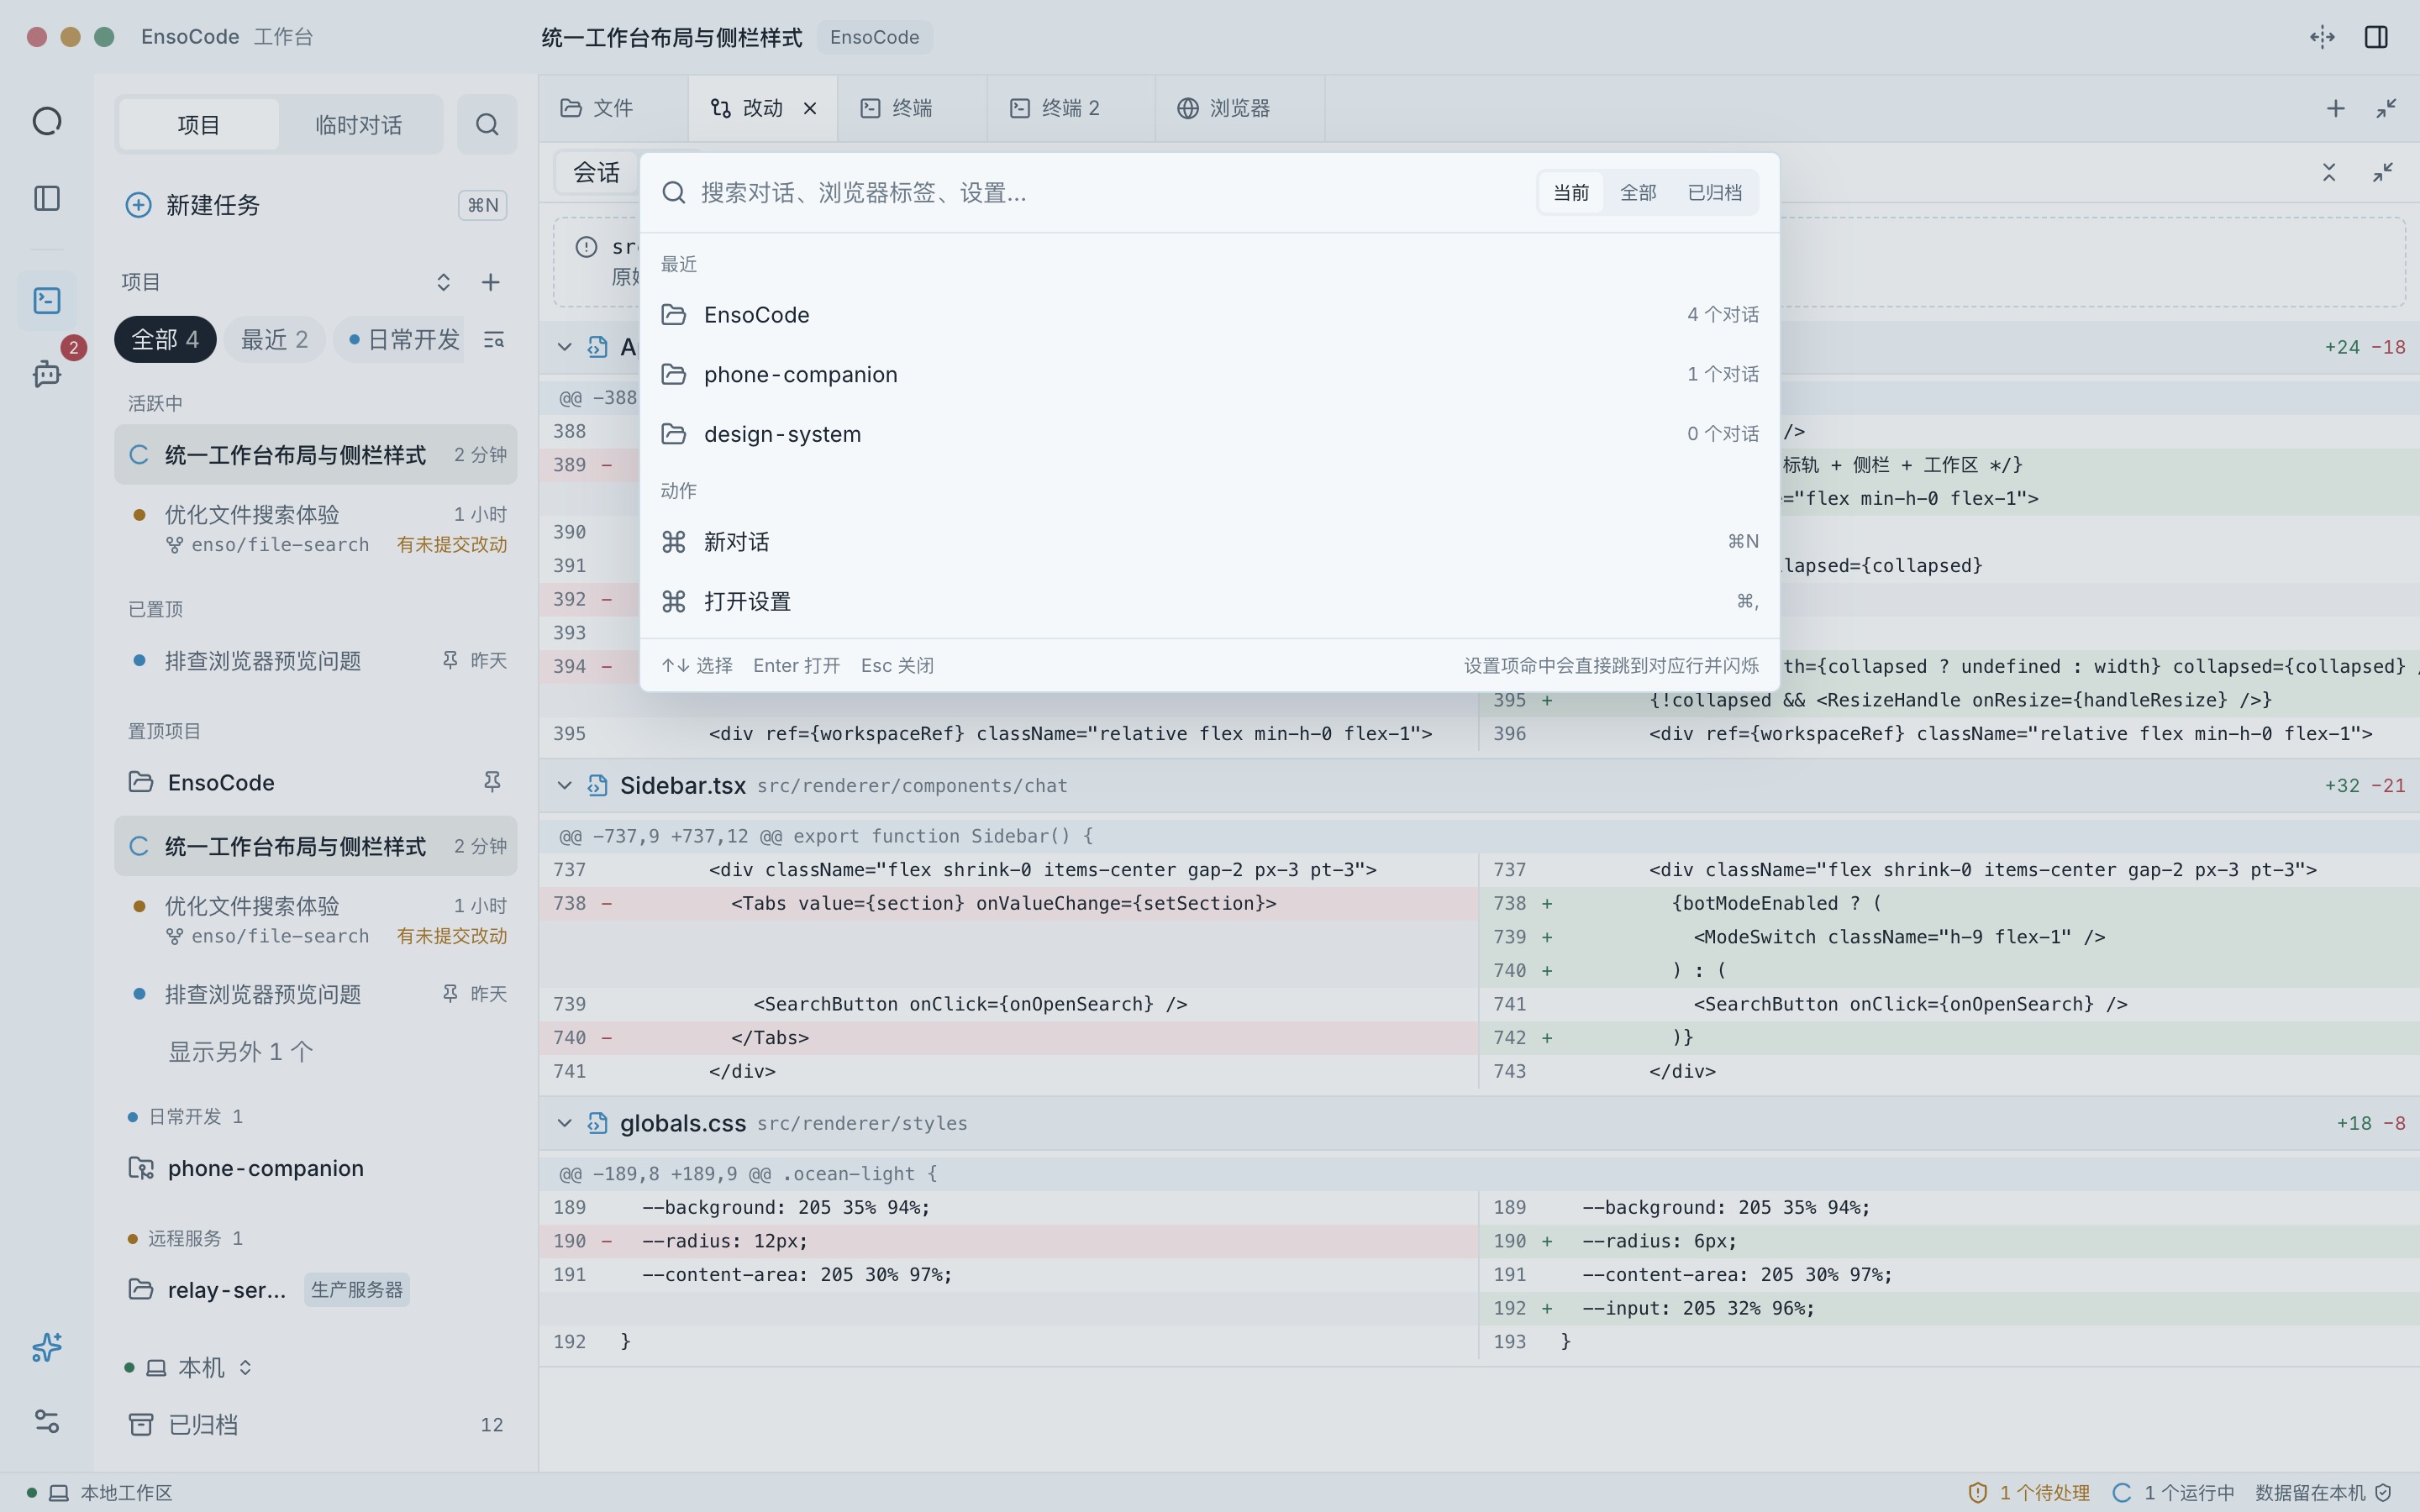 EnsoCode 工作台
统一工作台布局与侧栏样式 EnsoCode
项目 临时对话
新建任务 ⌘N
项目
全部 4 最近 2 日常开发
2
活跃中
统一工作台布局与侧栏样式 2 分钟
优化文件搜索体验 1 小时
enso/file-search 有未提交改动
已置顶
排查浏览器预览问题 昨天
置顶项目
EnsoCode
统一工作台布局与侧栏样式 2 分钟
优化文件搜索体验 1 小时
enso/file-search 有未提交改动
排查浏览器预览问题 昨天
显示另外 1 个
日常开发 1
phone-companion
远程服务 1
relay-ser... 生产服务器
本机
已归档 12
文件 改动 终端 终端 2 浏览器
会话
搜索对话、浏览器标签、设置... 当前 全部 已归档
最近
EnsoCode 4 个对话
phone-companion 1 个对话
design-system 0 个对话
动作
新对话 ⌘N
打开设置 ⌘,
↑↓ 选择 Enter 打开 Esc 关闭 设置项命中会直接跳到对应行并闪烁
+24 −18
@@ −388
388 />
389 − 标轨 + 侧栏 + 工作区 */}
="flex min-h-0 flex-1">
390
391 lapsed={collapsed}
392 −
393
394 − th={collapsed ? undefined : width} collapsed={collapsed}
395 + {!collapsed && <ResizeHandle onResize={handleResize} />}
395 <div ref={workspaceRef} className="relative flex min-h-0 flex-1"> 396 <div ref={workspaceRef} className="relative flex min-h-0 flex-1">
Sidebar.tsx src/renderer/components/chat +32 −21
@@ −737,9 +737,12 @@ export function Sidebar() {
737 <div className="flex shrink-0 items-center gap-2 px-3 pt-3"> 737 <div className="flex shrink-0 items-center gap-2 px-3 pt-3">
738 − <Tabs value={section} onValueChange={setSection}> 738 + {botModeEnabled ? (
739 + <ModeSwitch className="h-9 flex-1" />
740 + ) : (
739 <SearchButton onClick={onOpenSearch} /> 741 <SearchButton onClick={onOpenSearch} />
740 − </Tabs> 742 + )}
741 </div> 743 </div>
globals.css src/renderer/styles +18 −8
@@ −189,8 +189,9 @@ .ocean-light {
189 --background: 205 35% 94%; 189 --background: 205 35% 94%;
190 − --radius: 12px; 190 + --radius: 6px;
191 --content-area: 205 30% 97%; 191 --content-area: 205 30% 97%;
192 + --input: 205 32% 96%;
192 } 193 }
本地工作区 1 个待处理 1 个运行中 数据留在本机